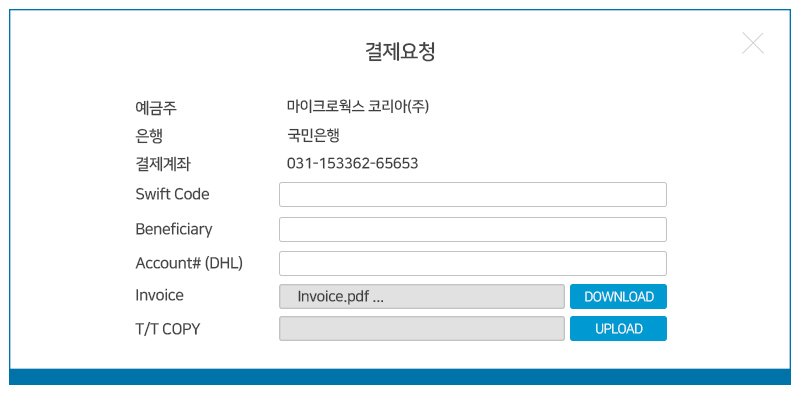 결제요청
예금주 마이크로웍스 코리아(주)
은행 국민은행
결제계좌 031-153362-65653
Swift Code
Beneficiary
Account# (DHL)
Invoice Invoice.pdf ... DOWNLOAD
T/T COPY UPLOAD